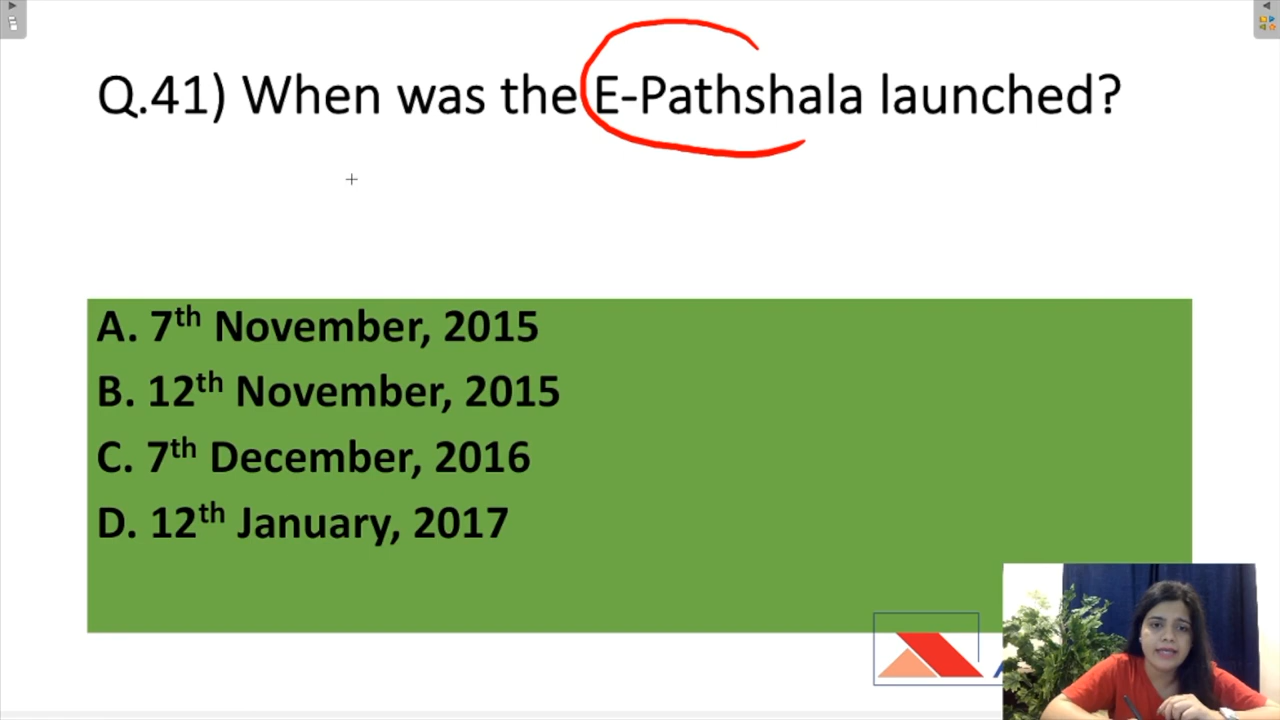 Q.41) When was the E-Pathshala launched?
A. 7th November, 2015
B. 12th November, 2015
C. 7th December, 2016
D. 12th January, 2017